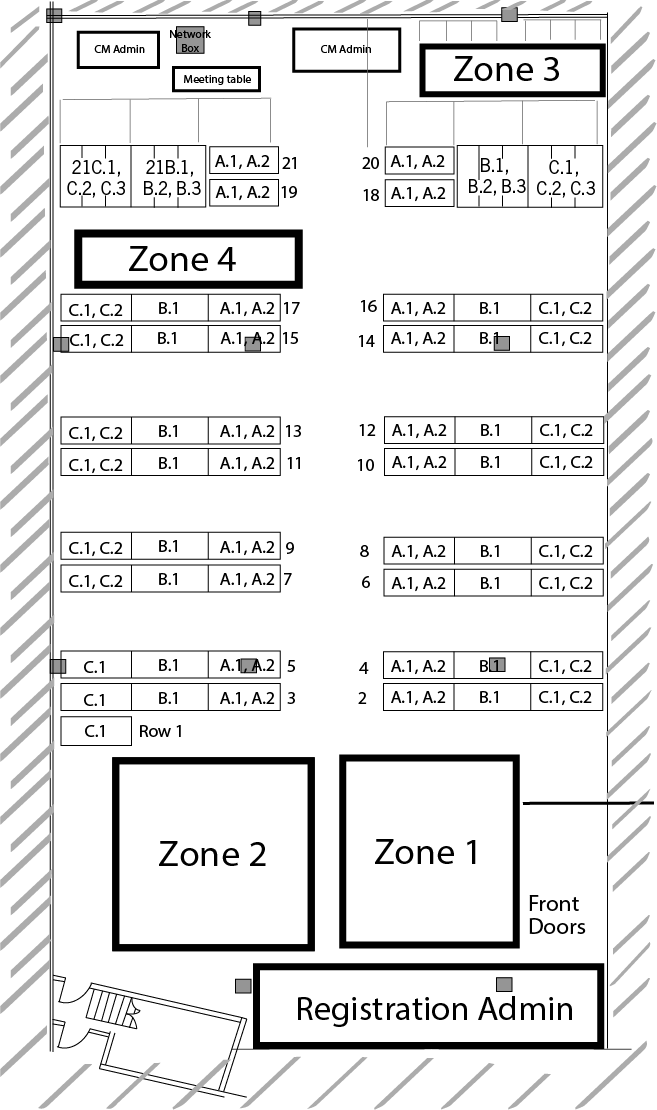 Network
Box
CM Admin
CM Admin
Meeting table
Zone 3
21C.1,
C.2, C.3
21B.1,
B.2, B.3
A.1, A.2 21
A.1, A.2 19
20 A.1, A.2
18 A.1, A.2
B.1,
B.2, B.3
C.1,
C.2, C.3
Zone 4
C.1, C.2 B.1 A.1, A.2 17
16 A.1, A.2 B.1 C.1, C.2
C.1, C.2 B.1 A.1, A.2 15
14 A.1, A.2 B.1 C.1, C.2
C.1, C.2 B.1 A.1, A.2 13
12 A.1, A.2 B.1 C.1, C.2
C.1, C.2 B.1 A.1, A.2 11
10 A.1, A.2 B.1 C.1, C.2
C.1, C.2 B.1 A.1, A.2 9
8 A.1, A.2 B.1 C.1, C.2
C.1, C.2 B.1 A.1, A.2 7
6 A.1, A.2 B.1 C.1, C.2
C.1 B.1 A.1, A.2 5
4 A.1, A.2 B.1 C.1, C.2
C.1 B.1 A.1, A.2 3
2 A.1, A.2 B.1 C.1, C.2
C.1 Row 1
Zone 2
Zone 1
Front
Doors
Registration Admin